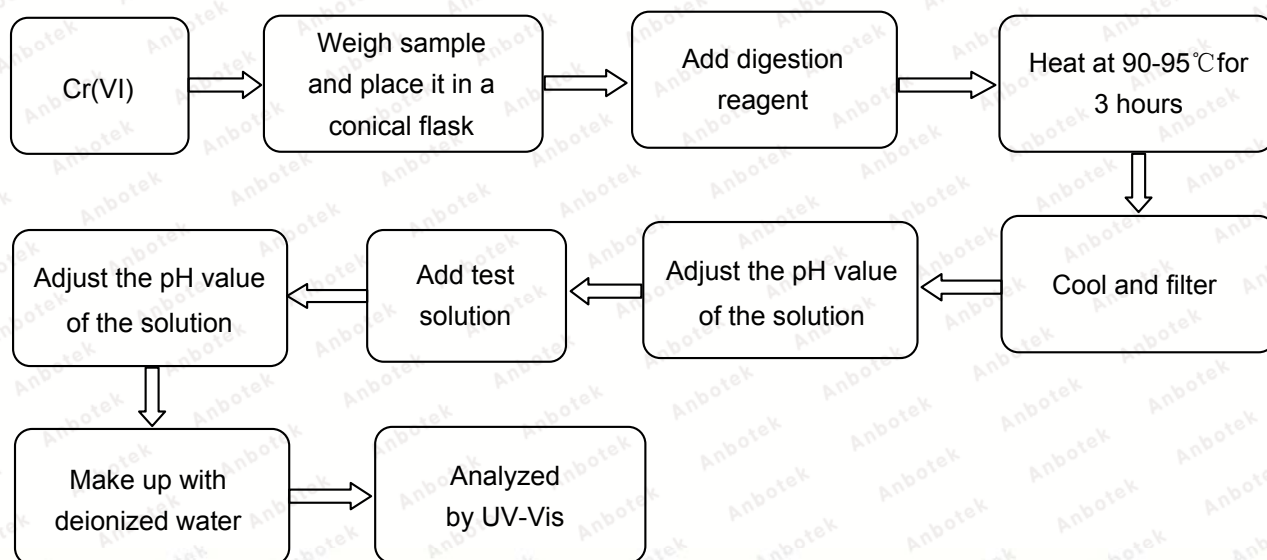 Cr(VI)
Weigh sample
and place it in a
conical flask
Add digestion
reagent
Heat at 90-95℃for
3 hours
Cool and filter
Adjust the pH value
of the solution
Add test
solution
Adjust the pH value
of the solution
Make up with
deionized water
Analyzed
by UV-Vis
Anbotek